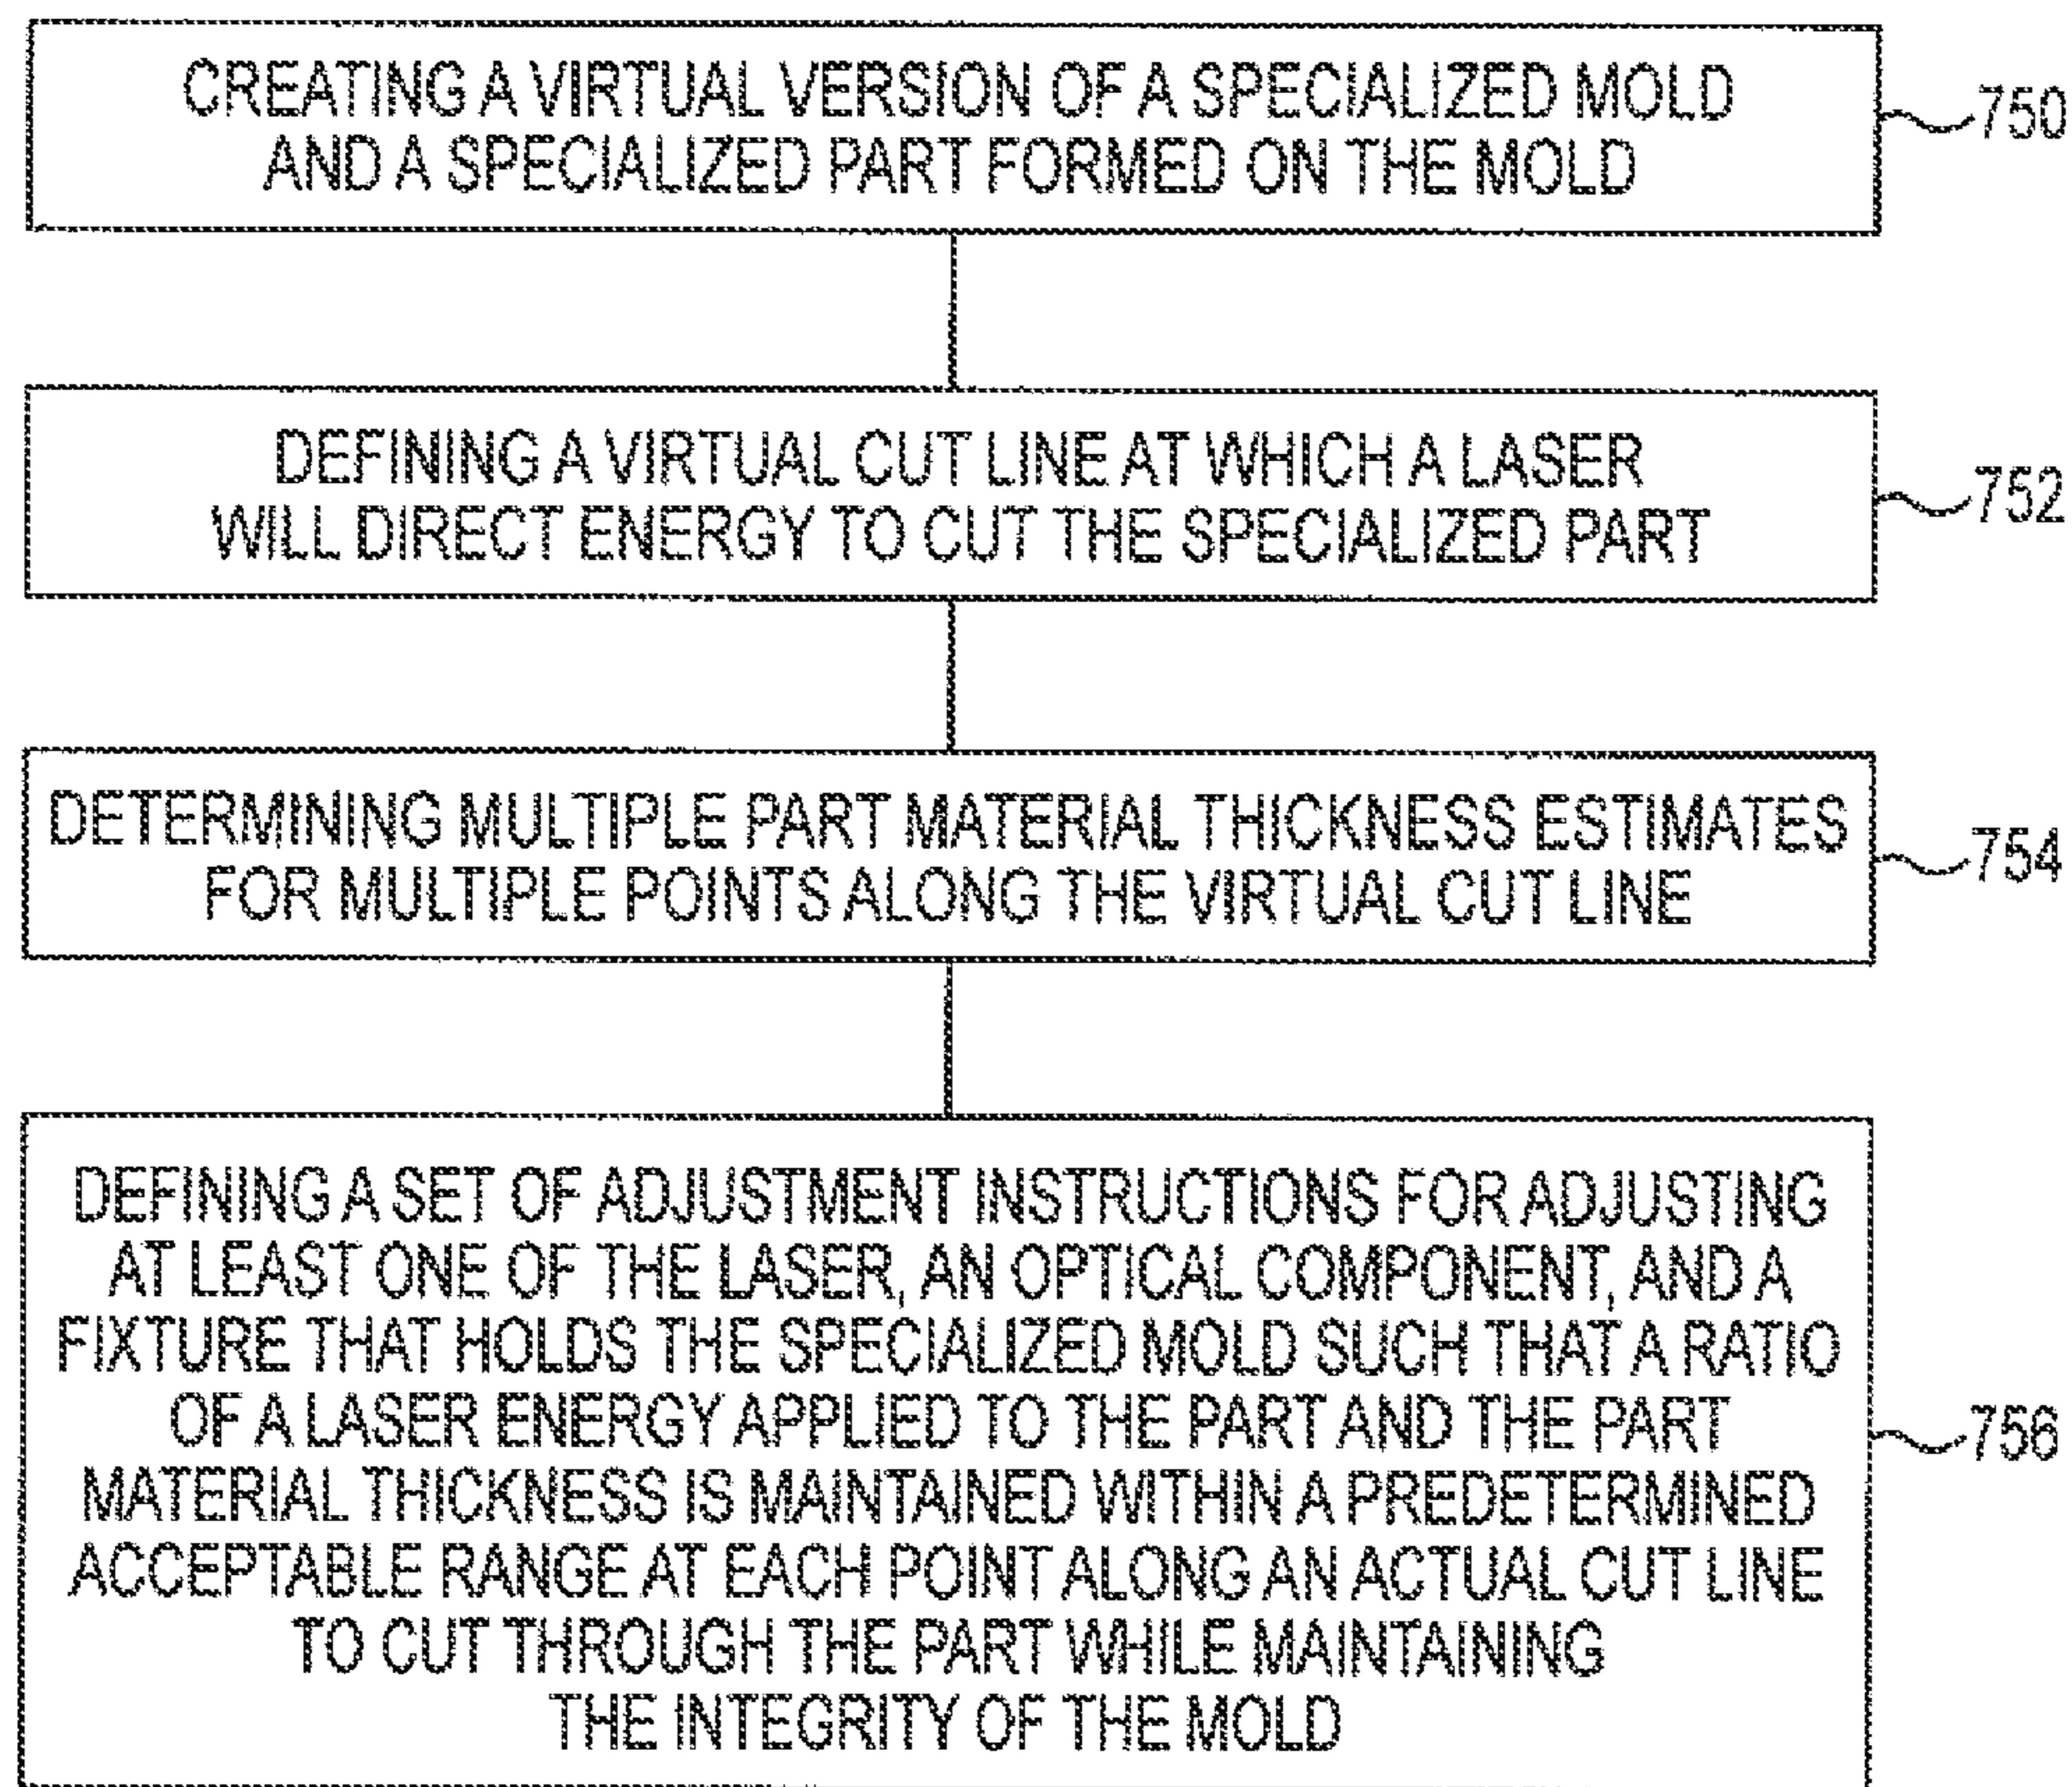 CREATING A VIRTUAL VERSION OF A SPECIALIZED MOLD
AND A SPECIALIZED PART FORMED ON THE MOLD
750
DEFINING A VIRTUAL CUT LINE AT WHICH A LASER
WILL DIRECT ENERGY TO CUT THE SPECIALIZED PART
752
DETERMINING MULTIPLE PART MATERIAL THICKNESS ESTIMATES
FOR MULTIPLE POINTS ALONG THE VIRTUAL CUT LINE
754
DEFINING A SET OF ADJUSTMENT INSTRUCTIONS FOR ADJUSTING
AT LEAST ONE OF THE LASER, AN OPTICAL COMPONENT, AND A
FIXTURE THAT HOLDS THE SPECIALIZED MOLD SUCH THAT A RATIO
OF A LASER ENERGY APPLIED TO THE PART AND THE PART
MATERIAL THICKNESS IS MAINTAINED WITHIN A PREDETERMINED
ACCEPTABLE RANGE AT EACH POINT ALONG AN ACTUAL CUT LINE
TO CUT THROUGH THE PART WHILE MAINTAINING
THE INTEGRITY OF THE MOLD
756